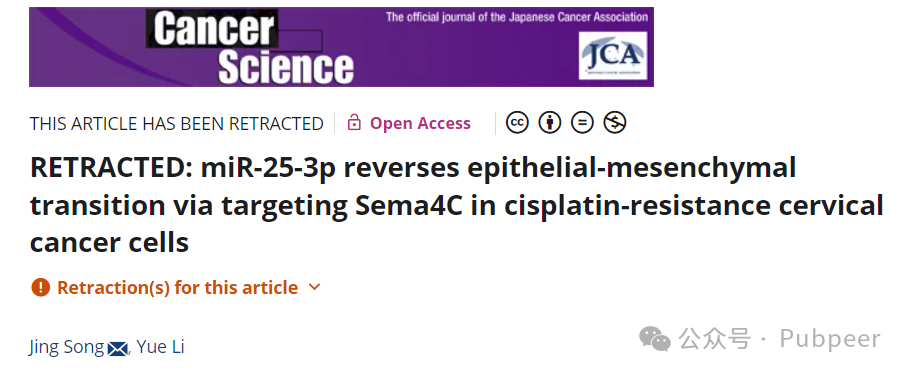 Cancer
Science
The official journal of the Japanese Cancer Association
JCA
THIS ARTICLE HAS BEEN RETRACTED Open Access
RETRACTED: miR-25-3p reverses epithelial-mesenchymal
transition via targeting Sema4C in cisplatin-resistance cervical
cancer cells
Retraction(s) for this article
Jing Song, Yue Li
公众号 · Pubpeer